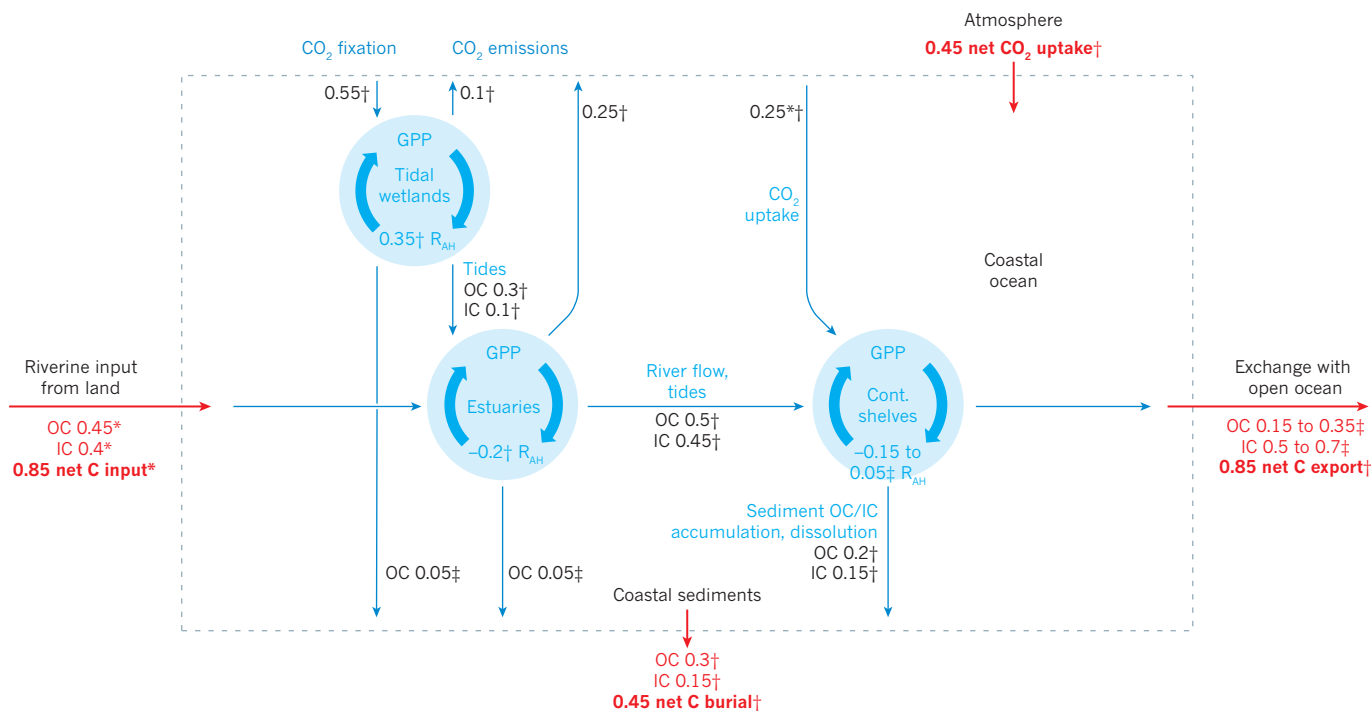 Atmosphere
0.45 net CO₂ uptake†
CO₂ fixation
CO₂ emissions
0.55†
0.1†
0.25†
0.25*†
GPP
Tidal
wetlands
0.35† R_AH
CO₂
uptake
Coastal
ocean
Tides
OC 0.3†
IC 0.1†
Riverine input
from land
OC 0.45*
IC 0.4*
0.85 net C input*
GPP
Estuaries
–0.2† R_AH
River flow,
tides
OC 0.5†
IC 0.45†
GPP
Cont.
shelves
–0.15 to
0.05‡ R_AH
Exchange with
open ocean
OC 0.15 to 0.35‡
IC 0.5 to 0.7‡
0.85 net C export†
Sediment OC/IC
accumulation, dissolution
OC 0.2†
IC 0.15†
OC 0.05‡
OC 0.05‡
Coastal sediments
OC 0.3†
IC 0.15†
0.45 net C burial†